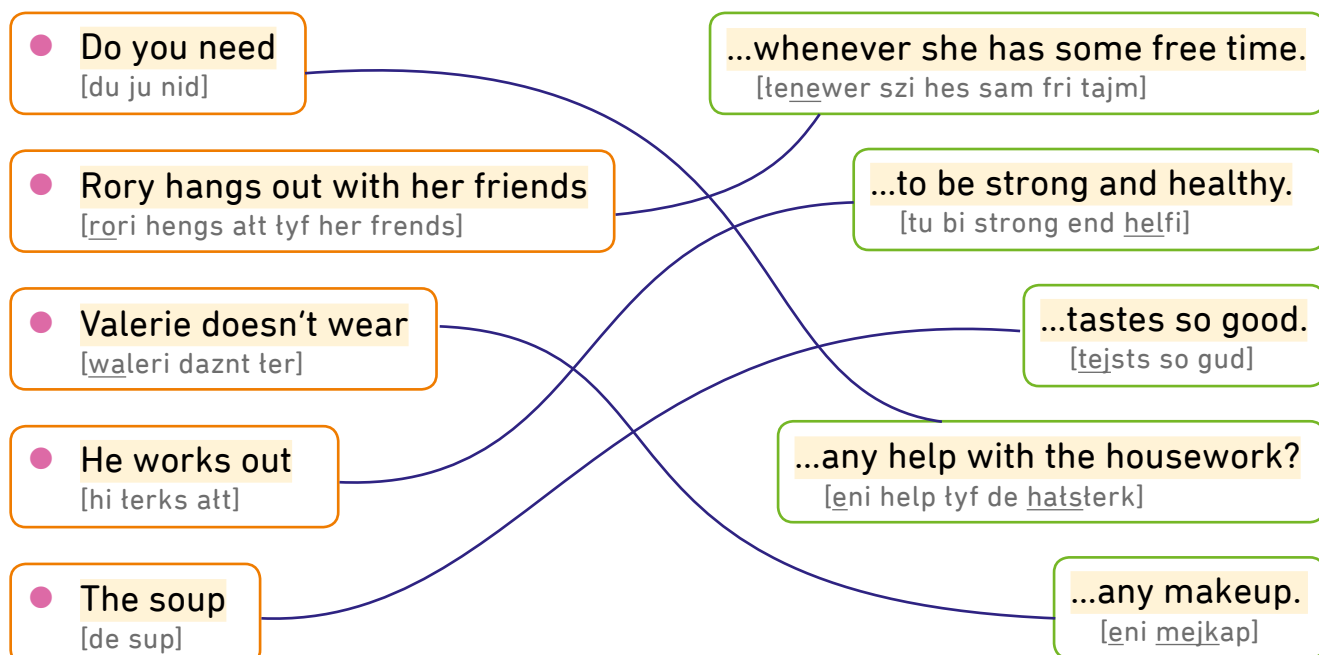 Do you need
[du ju nid]
...whenever she has some free time.
[łenewer szi hes sam fri tajm]
Rory hangs out with her friends
[rori hengs ałt łyf her frends]
...to be strong and healthy.
[tu bi strong end helfi]
Valerie doesn't wear
[waleri daznt łer]
...tastes so good.
[tejsts so gud]
He works out
[hi łerks ałt]
...any help with the housework?
[eni help łyf de hałsłerk]
The soup
[de sup]
...any makeup.
[eni mejkap]